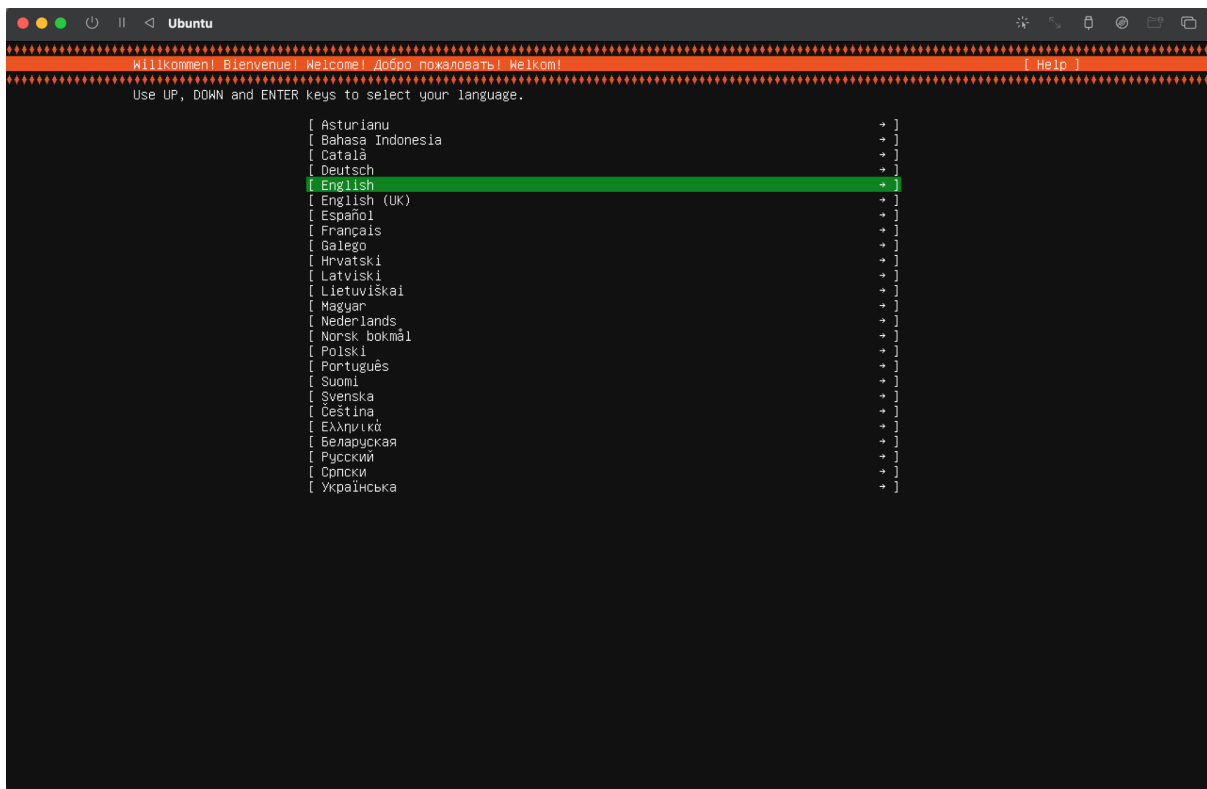 Ubuntu
Willkommen! Bienvenue! Welcome! Добро пожаловать! Welkom! [ Help ]
Use UP, DOWN and ENTER keys to select your language.
[ Asturianu → ]
[ Bahasa Indonesia → ]
[ Català → ]
[ Deutsch → ]
[ English → ]
[ English (UK) → ]
[ Español → ]
[ Français → ]
[ Galego → ]
[ Hrvatski → ]
[ Latviski → ]
[ Lietuviškai → ]
[ Magyar → ]
[ Nederlands → ]
[ Norsk bokmål → ]
[ Polski → ]
[ Português → ]
[ Suomi → ]
[ Svenska → ]
[ Čeština → ]
[ Ελληνικά → ]
[ Беларуская → ]
[ Русский → ]
[ Српски → ]
[ Українська → ]